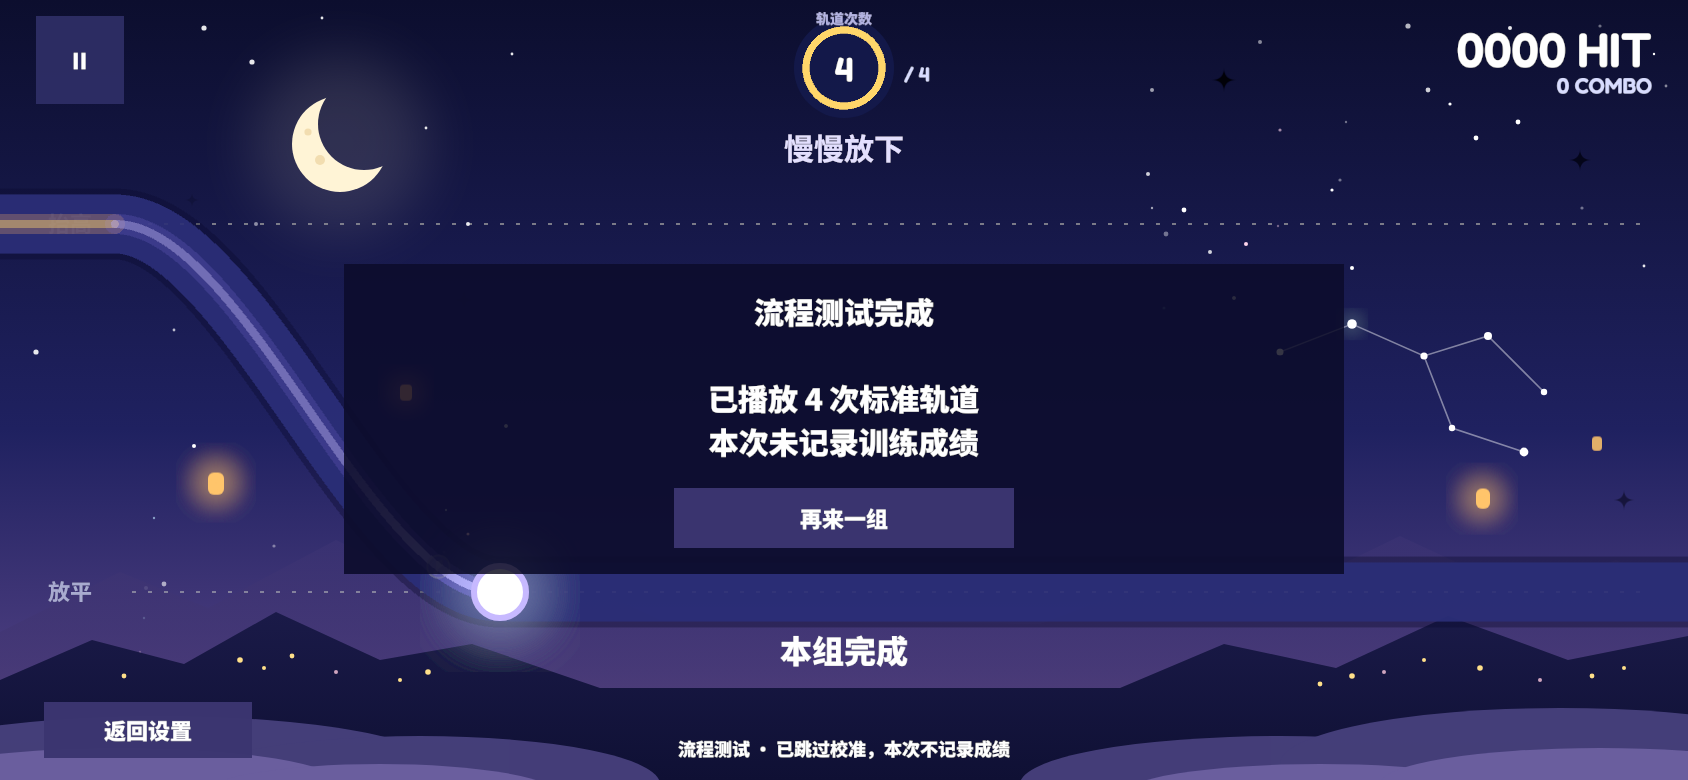 轨道次数
4
/ 4
0000 HIT
0 COMBO
慢慢放下
流程测试完成
已播放 4 次标准轨道
本次未记录训练成绩
再来一组
放平
本组完成
返回设置
流程测试 · 已跳过校准，本次不记录成绩